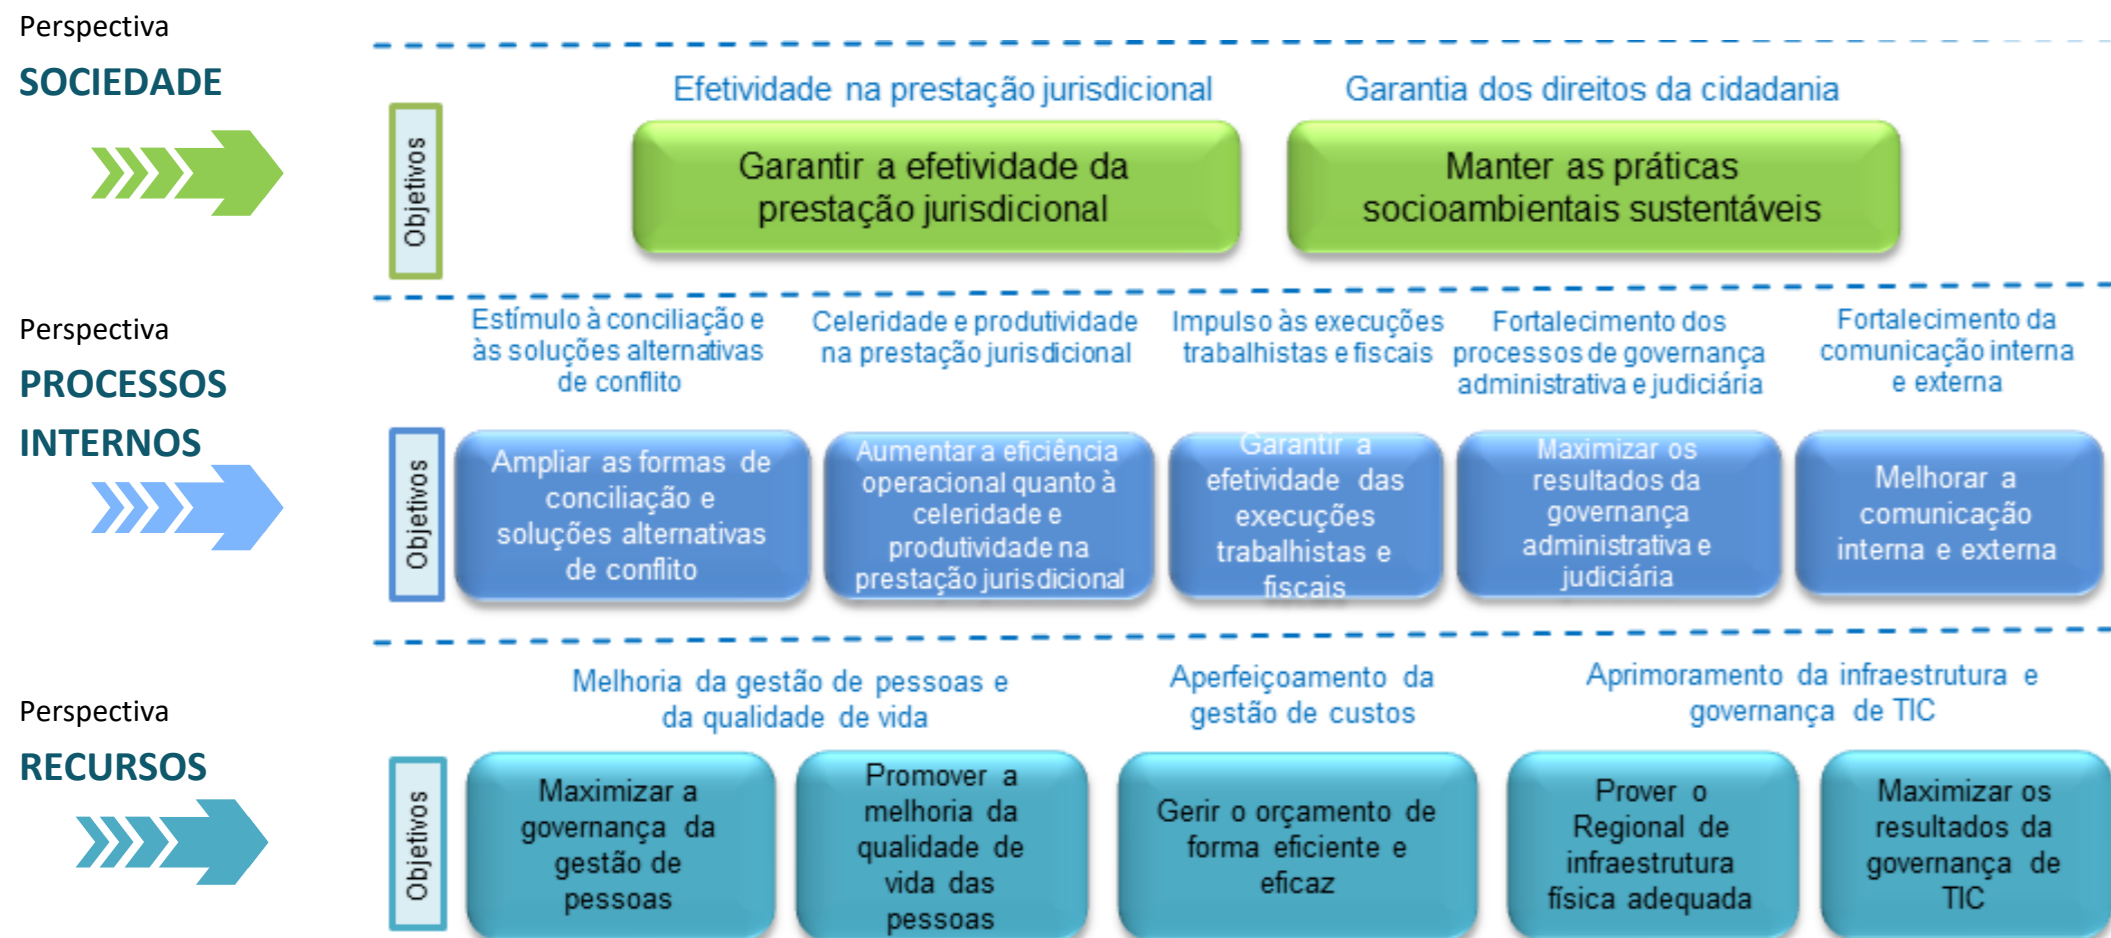 Perspectiva
SOCIEDADE
Objetivos
Efetividade na prestação jurisdicional
Garantir a efetividade da
prestação jurisdicional
Garantia dos direitos da cidadania
Manter as práticas
socioambientais sustentáveis
Perspectiva
PROCESSOS
INTERNOS
Objetivos
Estímulo à conciliação e
às soluções alternativas
de conflito
Ampliar as formas de
conciliação e
soluções alternativas
de conflito
Celeridade e produtividade
na prestação jurisdicional
Aumentar a eficiência
operacional quanto à
celeridade e
produtividade na
prestação jurisdicional
Impulso às execuções
trabalhistas e fiscais
Garantir a
efetividade das
execuções
trabalhistas e
fiscais
Fortalecimento dos
processos de governança
administrativa e judiciária
Maximizar os
resultados da
governança
administrativa e
judiciária
Fortalecimento da
comunicação interna
e externa
Melhorar a
comunicação
interna e externa
Perspectiva
RECURSOS
Objetivos
Melhoria da gestão de pessoas e
da qualidade de vida
Maximizar a
governança da
gestão de
pessoas
Promover a
melhoria da
qualidade de
vida das
pessoas
Aperfeiçoamento da
gestão de custos
Gerir o orçamento de
forma eficiente e
eficaz
Aprimoramento da infraestrutura e
governança de TIC
Prover o
Regional de
infraestrutura
física adequada
Maximizar os
resultados da
governança de
TIC